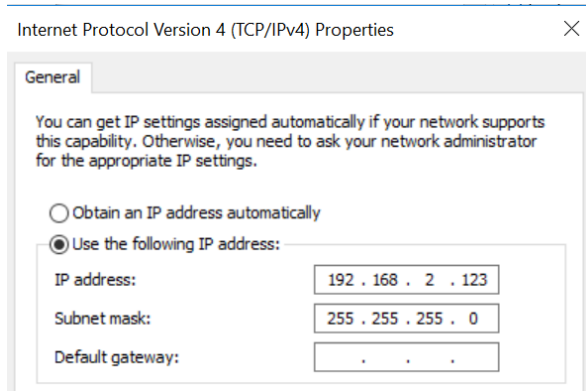 Internet Protocol Version 4 (TCP/IPv4) Properties
General
You can get IP settings assigned automatically if your network supports
this capability. Otherwise, you need to ask your network administrator
for the appropriate IP settings.
Obtain an IP address automatically
Use the following IP address:
IP address: 192 . 168 . 2 . 123
Subnet mask: 255 . 255 . 255 . 0
Default gateway: . . .